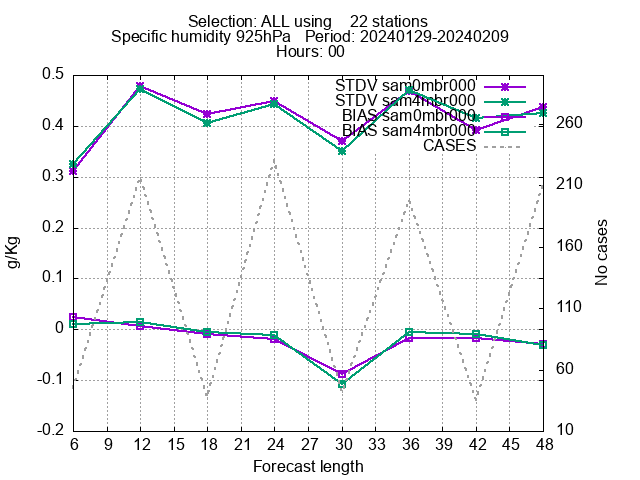 Selection: ALL using    22 stations
Specific humidity 925hPa   Period: 20240129-20240209
Hours: 00
STDV sam0mbr000
STDV sam4mbr000
BIAS sam0mbr000
BIAS sam4mbr000
CASES
0.5
0.4
0.3
0.2
0.1
0
-0.1
-0.2
g/Kg
260
210
160
110
60
10
No cases
6 9 12 15 18 21 24 27 30 33 36 39 42 45 48
Forecast length